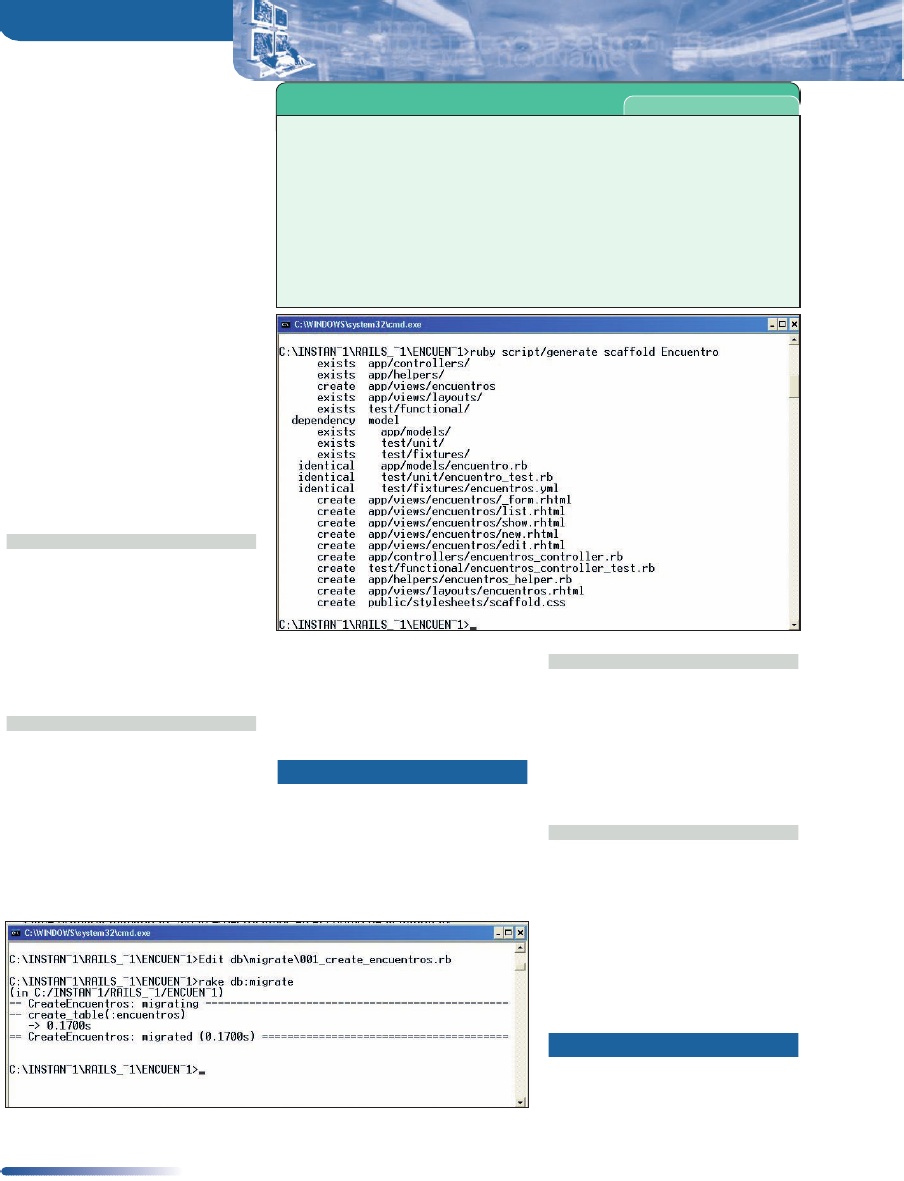 C:\WINDOWS\system32\cmd.exe
C:\INSTAN~1\RAILS_~1\ENCUEN~1>ruby script/generate scaffold Encuentro
exists app/controllers/
exists app/helpers/
create app/views/encuentros
exists app/views/layouts/
exists test/functional/
dependency model
exists app/models/
exists test/unit/
exists test/fixtures/
identical app/models/encuentro.rb
identical test/unit/encuentro_test.rb
identical test/fixtures/encuentros.yml
create app/views/encuentros/_form.rhtml
create app/views/encuentros/list.rhtml
create app/views/encuentros/show.rhtml
create app/views/encuentros/new.rhtml
create app/views/encuentros/edit.rhtml
create app/controllers/encuentros_controller.rb
create test/functional/encuentros_controller_test.rb
create app/helpers/encuentros_helper.rb
create app/views/layouts/encuentros.rhtml
create public/stylesheets/scaffold.css
C:\INSTAN~1\RAILS_~1\ENCUEN~1>_
C:\WINDOWS\system32\cmd.exe
C:\INSTAN~1\RAILS_~1\ENCUEN~1>Edit db\migrate\001_create_encuentros.rb
C:\INSTAN~1\RAILS_~1\ENCUEN~1>rake db:migrate
(in C:/INSTAN~1/RAILS_~1/ENCUEN~1)
== CreateEncuentros: migrating ================================================
-- create_table(:encuentros)
-> 0.1700s
== CreateEncuentros: migrated (0.1700s) =======================================
C:\INSTAN~1\RAILS_~1\ENCUEN~1>_